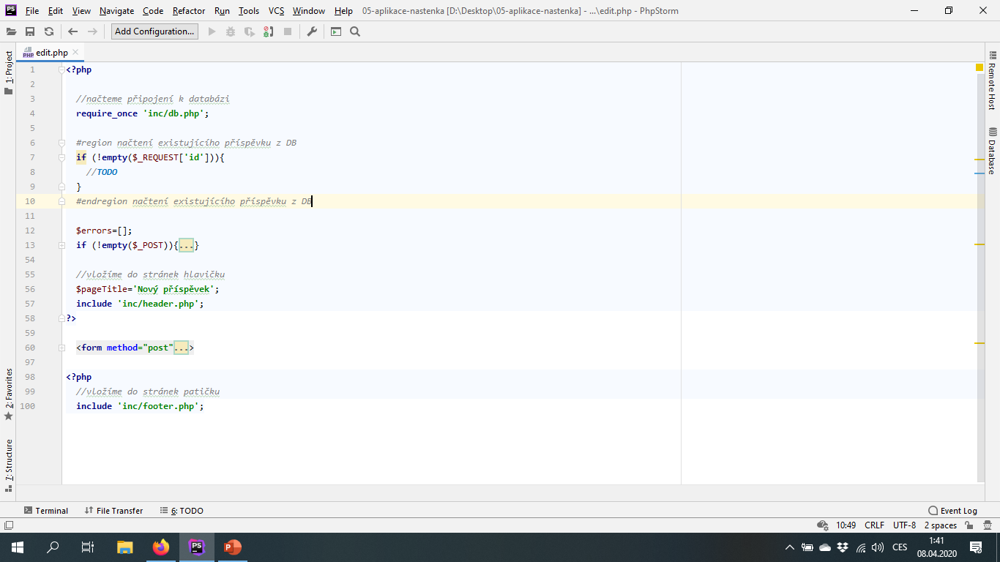 PS File Edit View Navigate Code Refactor Run Tools VCS Window Help 05-aplikace-nastenka [D:\Desktop\05-aplikace-nastenka] - ...\edit.php - PhpStorm
Add Configuration...
PHP edit.php
1: Project
2: Favorites
7: Structure
1 <?php
2
3 //načteme připojení k databázi
4 require_once 'inc/db.php';
5
6 #region načtení existujícího příspěvku z DB
7 if (!empty($_REQUEST['id'])){
8 //TODO
9 }
10 #endregion načtení existujícího příspěvku z DB
11
12 $errors=[];
13 if (!empty($_POST)){...}
54
55 //vložíme do stránek hlavičku
56 $pageTitle='Nový příspěvek';
57 include 'inc/header.php';
58 ?>
59
60 <form method="post"...>
97
98 <?php
99 //vložíme do stránek patičku
100 include 'inc/footer.php';
Remote Host
Database
Terminal File Transfer 6: TODO Event Log
10:49 CRLF UTF-8 2 spaces
PS P CES 1:41
08.04.2020